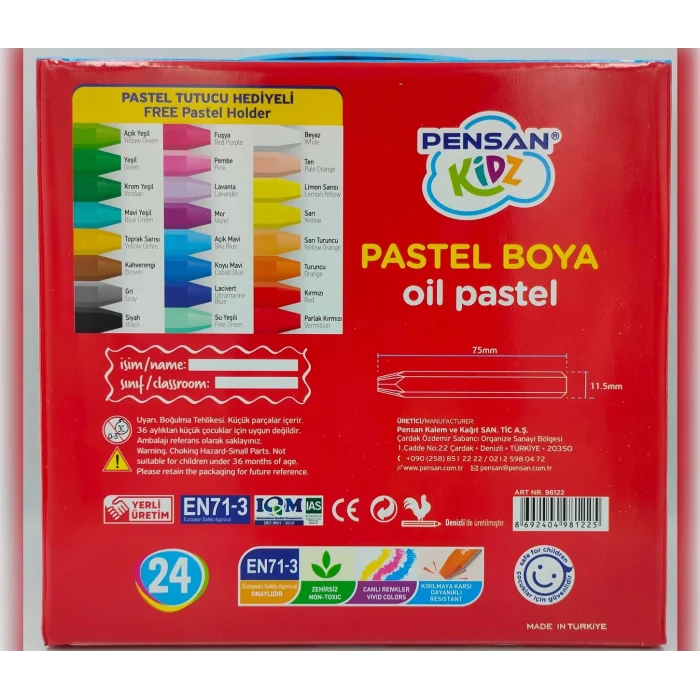 PASTEL TUTUCU HEDİYELİ
FREE Pastel Holder
Açık Yeşil
Yellow Green
Yeşil
Green
Krom Yeşil
Viridian
Mavi Yeşil
Blue Green
Toprak Sarısı
Yellow Ochre
Kahverengi
Brown
Gri
Gray
Siyah
Black
Fuşya
Red Purple
Pembe
Pink
Lavanta
Lavander
Mor
Violet
Açık Mavi
Sky Blue
Koyu Mavi
Cobalt Blue
Lacivert
Ultramarine
Blue
Su Yeşili
Pale Green
Beyaz
White
Ten
Pale Orange
Limon Sarısı
Lemon Yellow
Sarı
Yellow
Sarı Turuncu
Yellow Orange
Turuncu
Orange
Kırmızı
Red
Parlak Kırmızı
Vermilion
PENSAN®
KiDZ
PASTEL BOYA
oil pastel
isim/name:
sınıf/classroom:
75mm
11.5mm
0-3
Uyarı. Boğulma Tehlikesi. Küçük parçalar içerir.
36 aylıktan küçük çocuklar için uygun değildir.
Ambalajı referans olarak saklayınız.
Warning. Choking Hazard-Small Parts. Not
suitable for children under 36 months of age.
Please retain the packaging for future reference.
ÜRETİCİ/MANUFACTURER
Pensan Kalem ve Kağıt SAN. TİC A.Ş.
Çardak Özdemir Sabancı Organize Sanayi Bölgesi
1.Cadde No:22 Çardak • Denizli • TÜRKİYE • 20350
+090 (258) 851 22 22 / 0212 598 04 72
www.pensan.com.tr pensan@pensan.com.tr
YERLİ
ÜRETİM
EN71-3
European Safety Approval
IQM
ISO 9001 : 2015
IAS
CE
Denizli'de üretilmiştir.
ART NR. 98122
8 692404 981225
24
EN71-3
European Safety Approval
ONAYLIDIR
ZEHİRSİZ
NON-TOXIC
CANLI RENKLER
VIVID COLORS
KIRILMAYA KARŞI
DAYANIKLI
RESISTANT
safe for children
çocuklar için güvenlidir
MADE IN TÜRKİYE